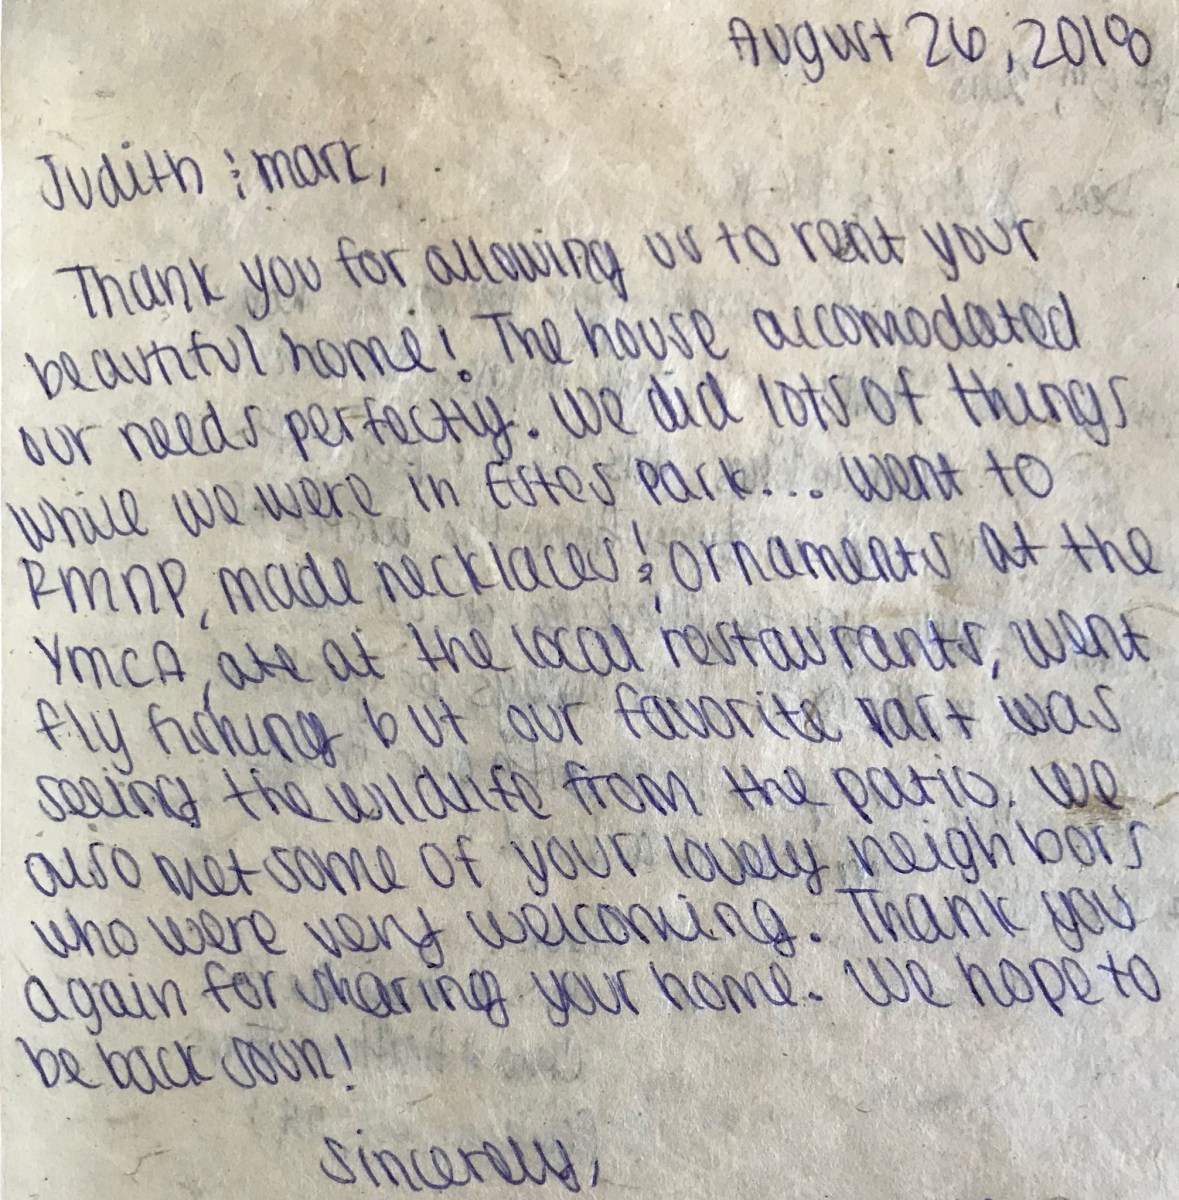 August 26, 2018
Judith & mark,
Thank you for allowing us to rent your
beautiful home! The house accomodated
our needs perfectly. We did lots of things
while we were in Estes Park... went to
RMNP, made necklaces & ornaments at the
YMCA, ate at the local restaurants, went
fly fishing but our favorite part was
seeing the wildlife from the patio. We
also met some of your lovely neighbors
who were very welcoming. Thank you
again for sharing your home. We hope to
be back soon!
Sincerely,